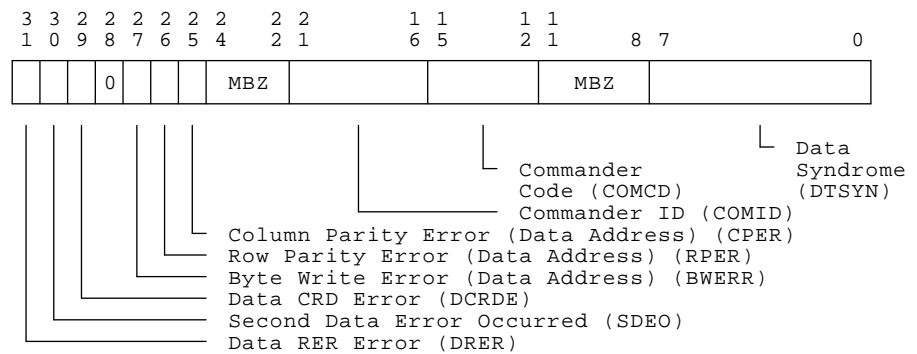 3 3 2 2 2 2 2 2 2 2 1 1 1 1
1 0 9 8 7 6 5 4 2 1 6 5 2 1 8 7 0
0 MBZ MBZ
Data
Commander Syndrome
Code (COMCD) (DTSYN)
Commander ID (COMID)
Column Parity Error (Data Address) (CPER)
Row Parity Error (Data Address) (RPER)
Byte Write Error (Data Address) (BWERR)
Data CRD Error (DCRDE)
Second Data Error Occurred (SDEO)
Data RER Error (DRER)